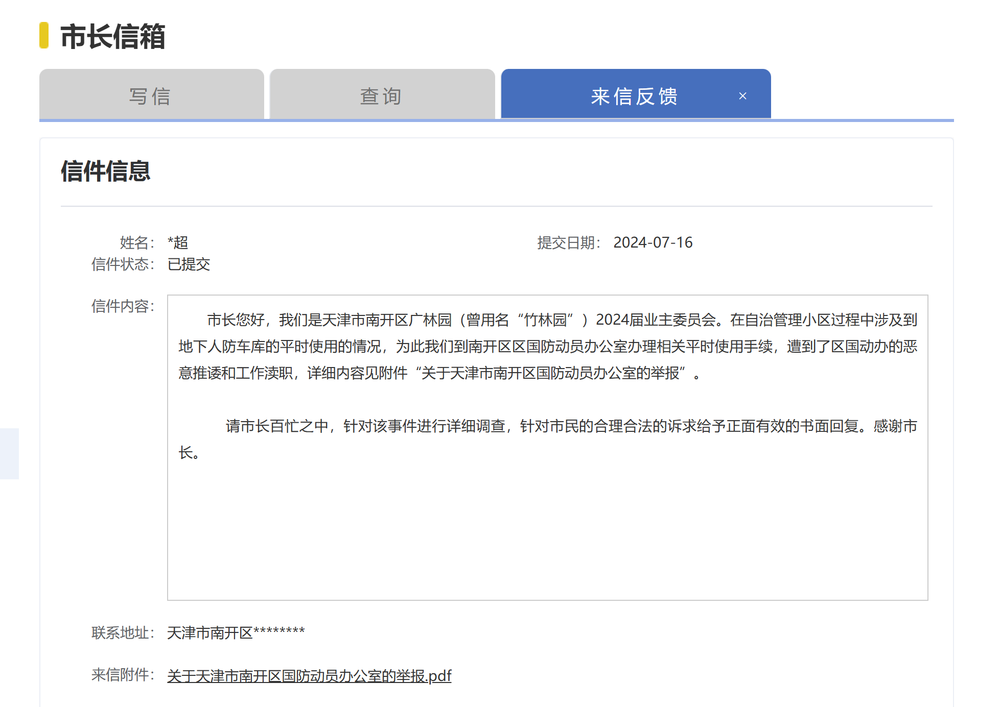 市长信箱
写信
查询
来信反馈 ×
信件信息
姓名： *超
提交日期： 2024-07-16
信件状态： 已提交
信件内容：
市长您好，我们是天津市南开区广林园（曾用名“竹林园”）2024届业主委员会。在自治管理小区过程中涉及到
地下人防车库的平时使用的情况，为此我们到南开区区国防动员办公室办理相关平时使用手续，遭到了区国动办的恶
意推诿和工作渎职，详细内容见附件“关于天津市南开区国防动员办公室的举报”。
请市长百忙之中，针对该事件进行详细调查，针对市民的合理合法的诉求给予正面有效的书面回复。感谢市
长。
联系地址： 天津市南开区********
来信附件： 关于天津市南开区国防动员办公室的举报.pdf